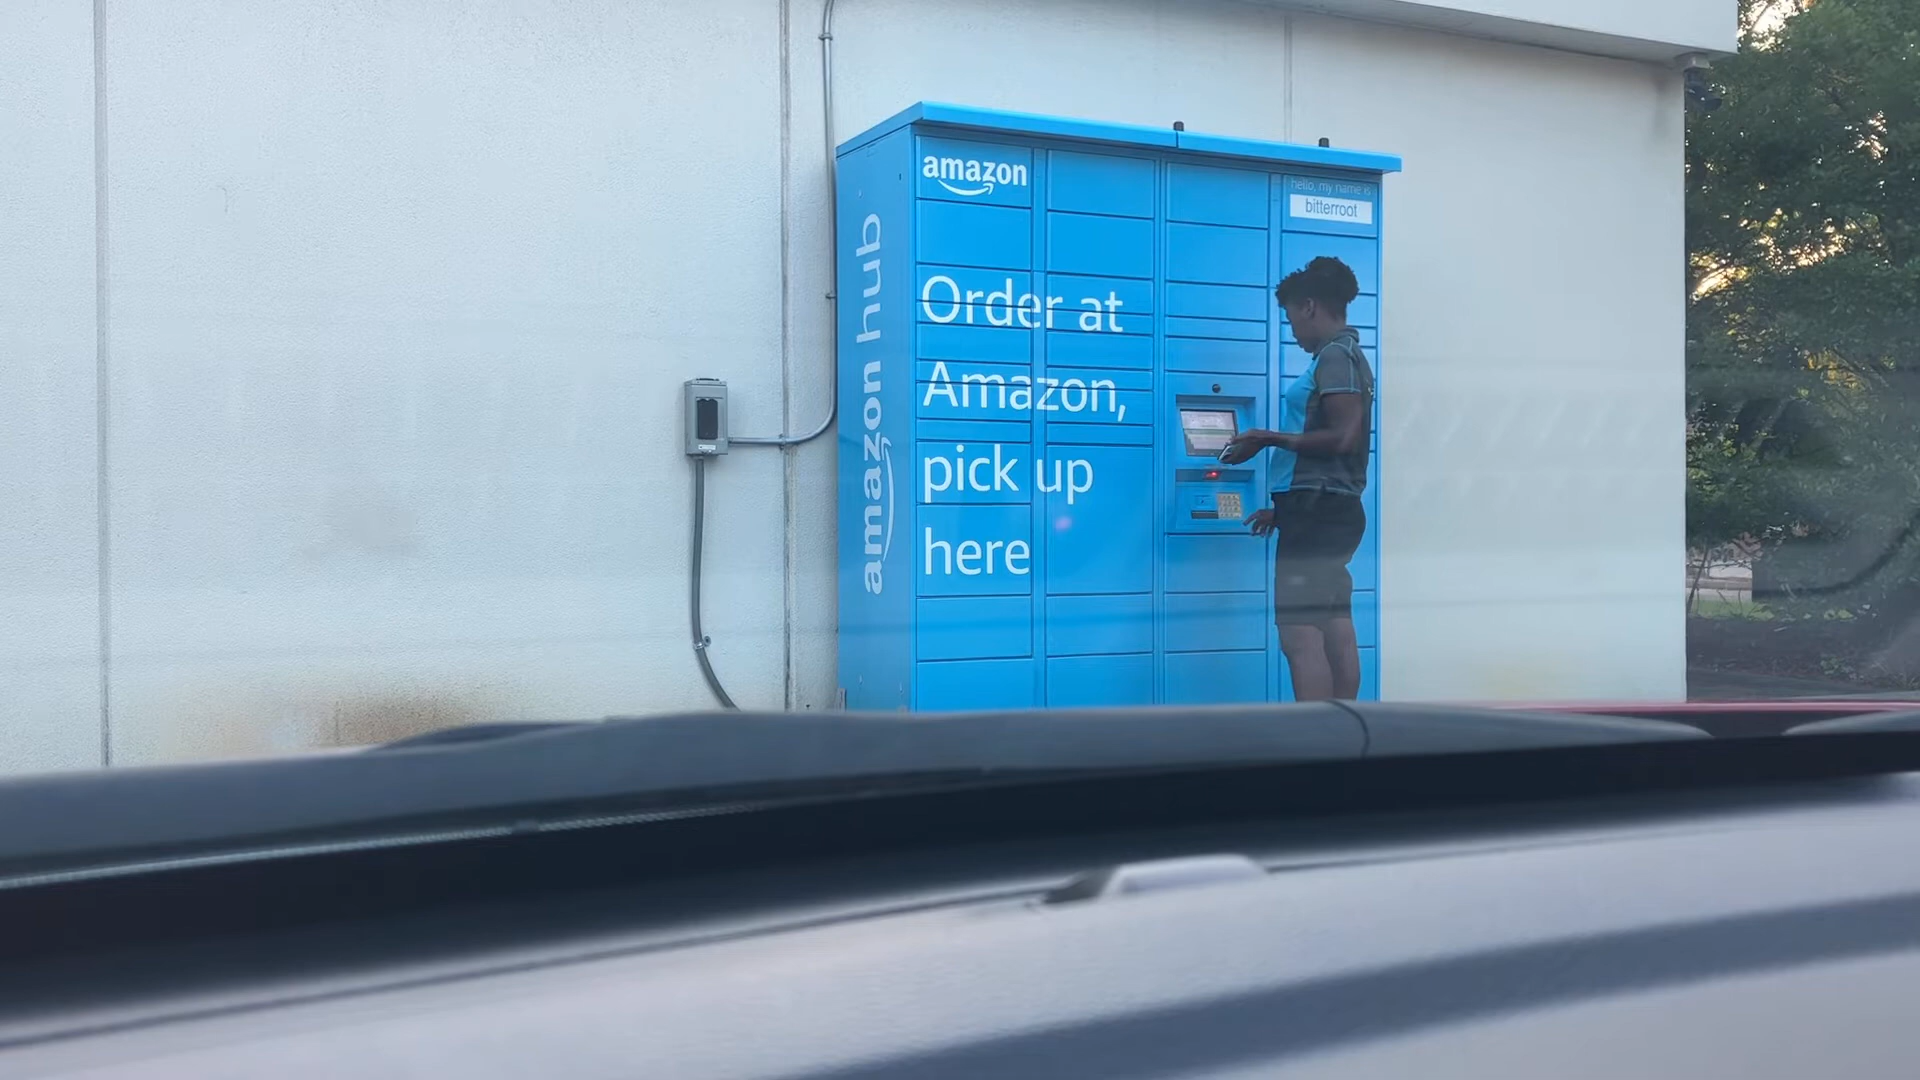 amazon
hello, my name is
bitterroot
amazon hub
Order at
Amazon,
pick up
here